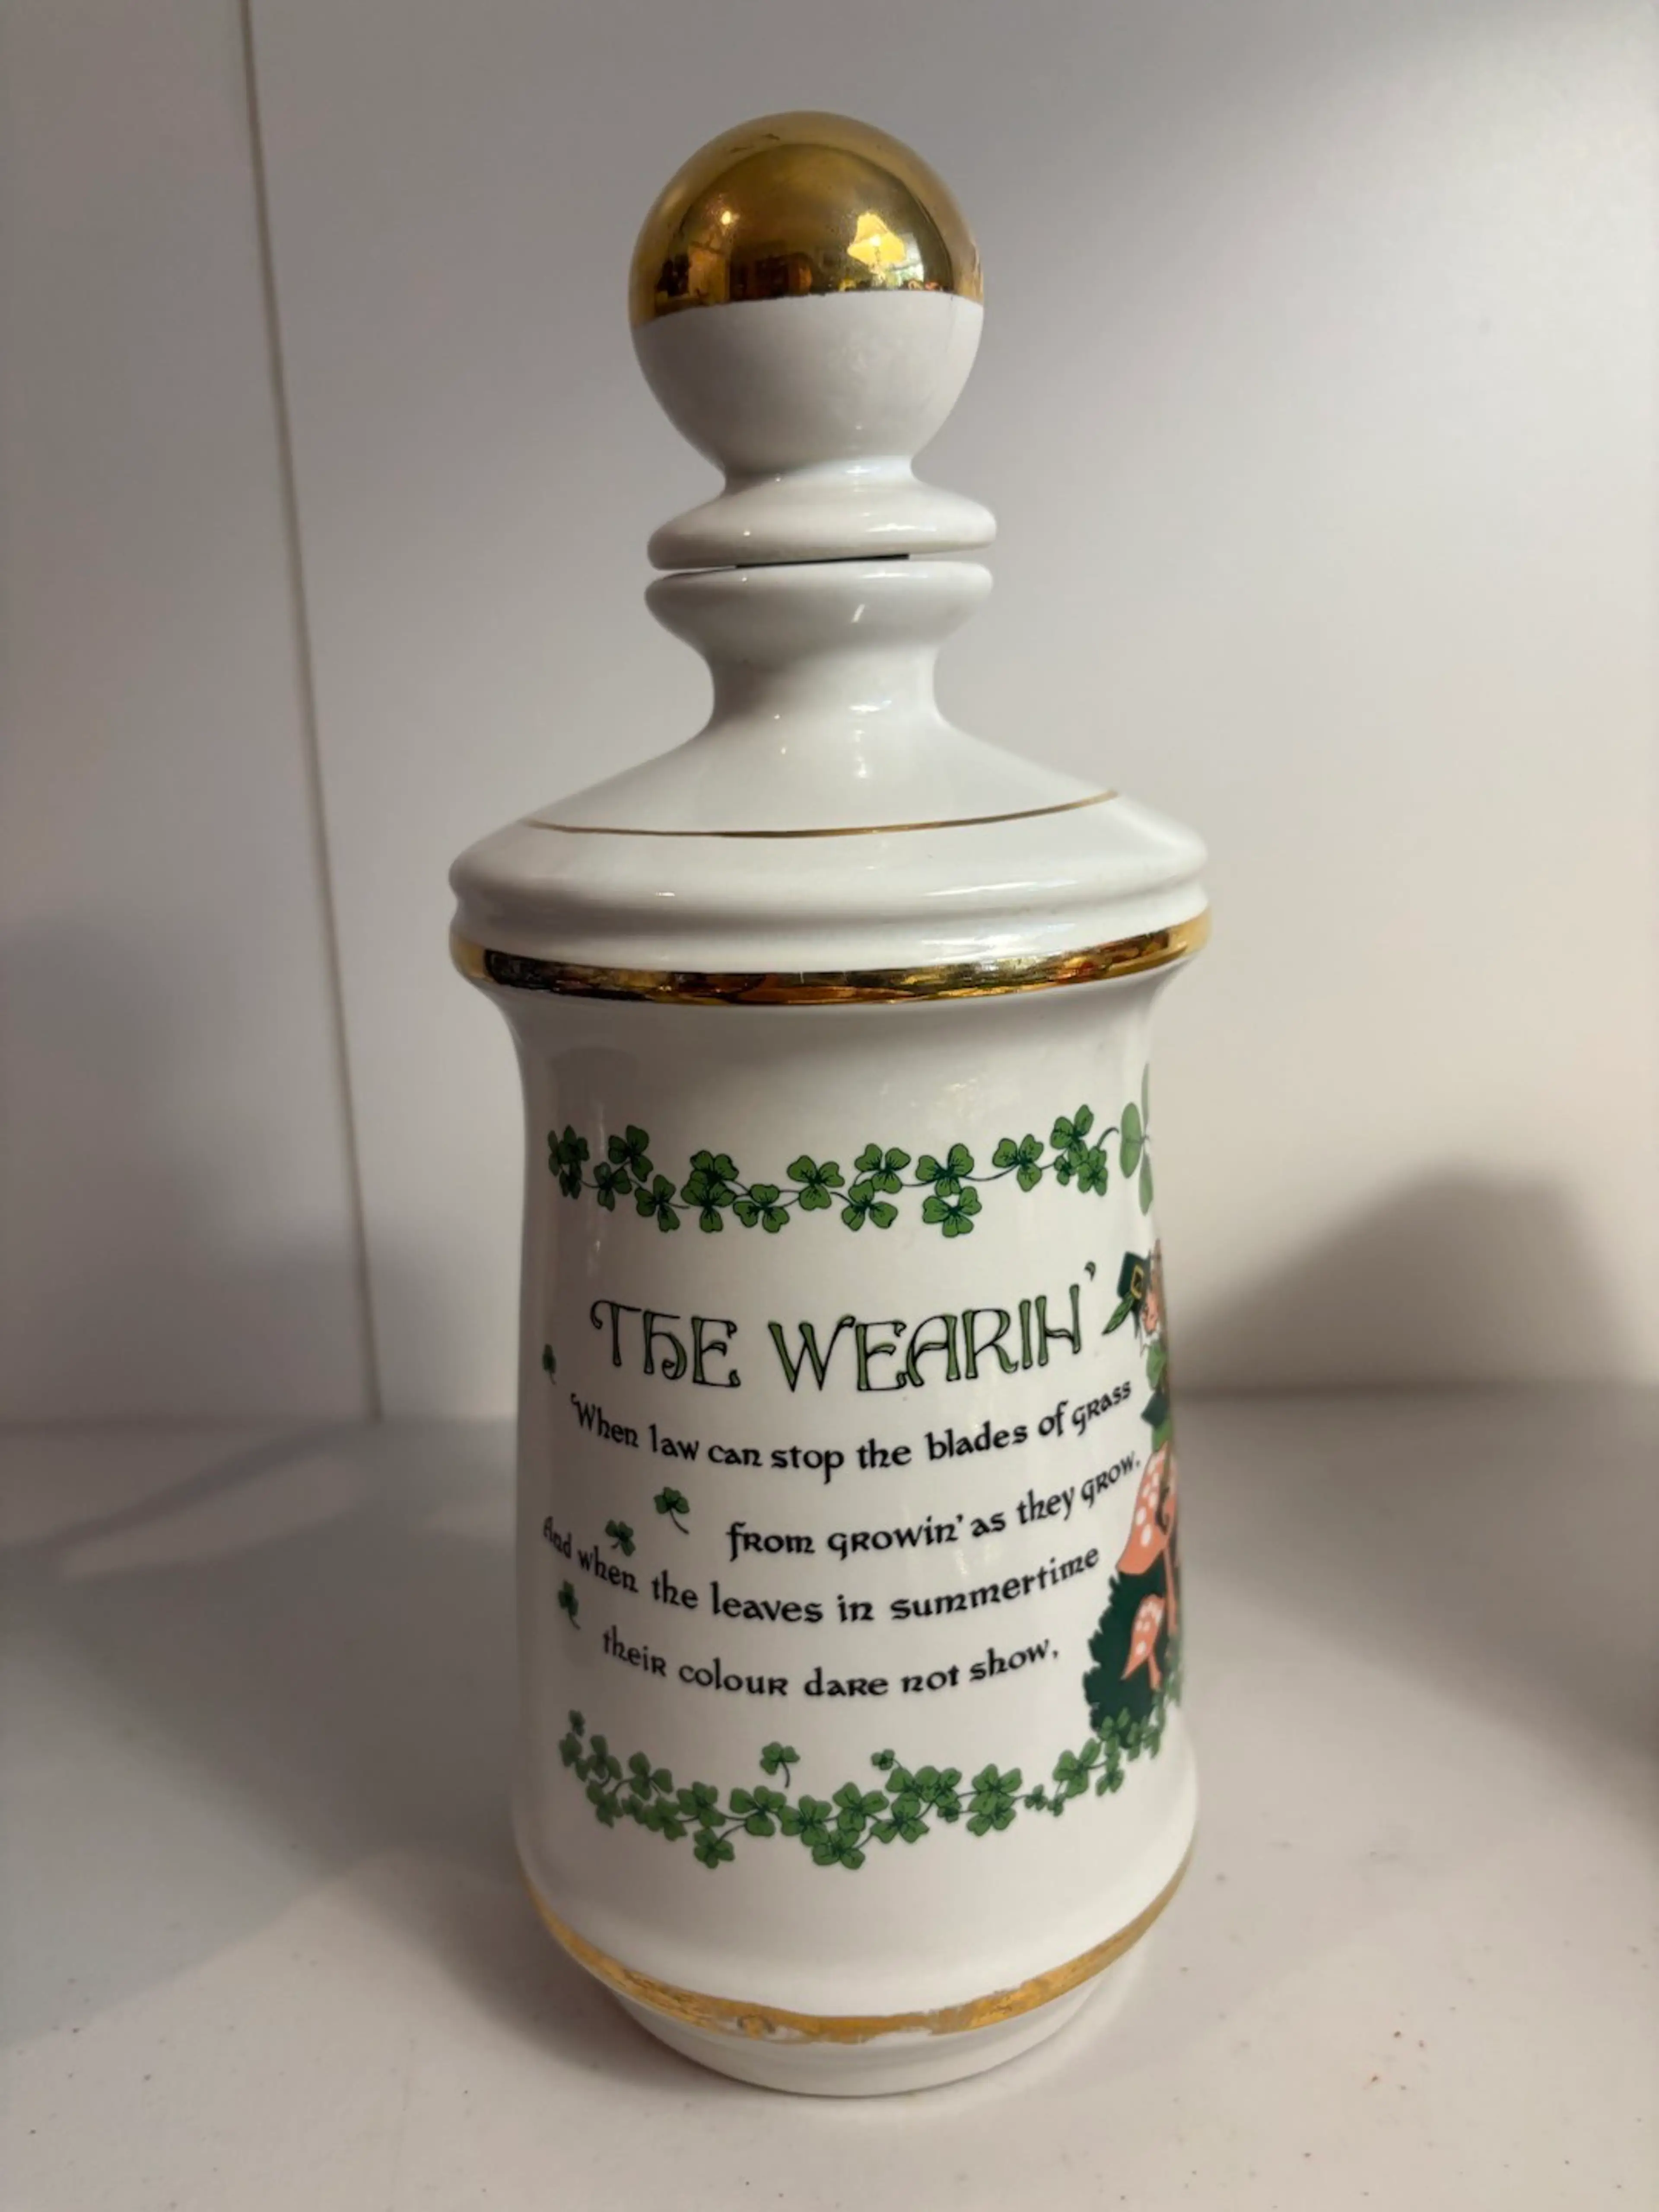 THE WEARIN'
'When law can stop the blades of grass
from growin' as they grow.
And when the leaves in summertime
their colour dare not show,